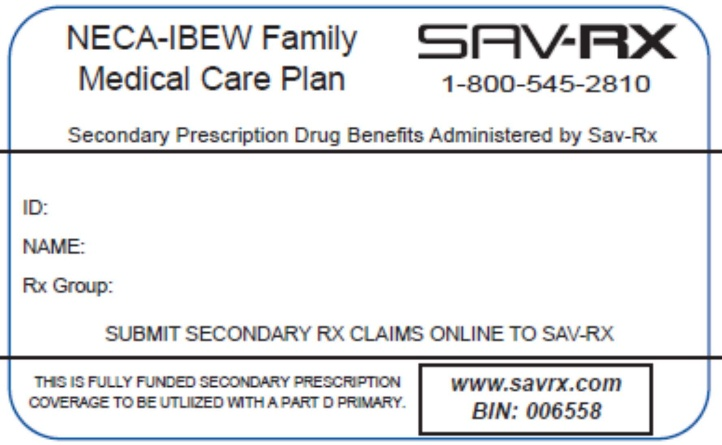 NECA-IBEW Family
Medical Care Plan
SAV-RX
1-800-545-2810
Secondary Prescription Drug Benefits Administered by Sav-Rx
ID:
NAME:
Rx Group:
SUBMIT SECONDARY RX CLAIMS ONLINE TO SAV-RX
THIS IS FULLY FUNDED SECONDARY PRESCRIPTION
COVERAGE TO BE UTLIIZED WITH A PART D PRIMARY.
www.savrx.com
BIN: 006558